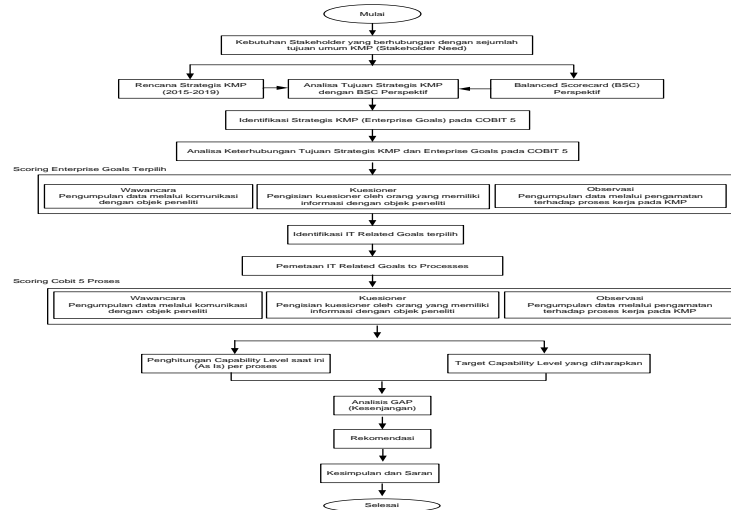 Mulai
Kebutuhan Stakeholder yang berhubungan dengan sejumlah
tujuan umum KMP (Stakeholder Need)
Rencana Strategis KMP
(2015-2019)
Analisa Tujuan Strategis KMP
dengan BSC Perspektif
Balanced Scorecard (BSC)
Perspektif
Identifikasi Strategis KMP (Enterprise Goals) pada COBIT 5
Analisa Keterhubungan Tujuan Strategis KMP dan Enteprise Goals pada COBIT 5
Scoring Enterprise Goals Terpilih
Wawancara
Pengumpulan data melalui komunikasi
dengan objek peneliti
Kuesioner
Pengisian kuesioner oleh orang yang memiliki
informasi dengan objek peneliti
Observasi
Pengumpulan data melalui pengamatan
terhadap proses kerja pada KMP
Identifikasi IT Related Goals terpilih
Pemetaan IT Related Goals to Processes
Scoring Cobit 5 Proses
Wawancara
Pengumpulan data melalui komunikasi
dengan objek peneliti
Kuesioner
Pengisian kuesioner oleh orang yang memiliki
informasi dengan objek peneliti
Observasi
Pengumpulan data melalui pengamatan
terhadap proses kerja pada KMP
Penghitungan Capability Level saat ini
(As Is) per proses
Target Capability Level yang diharapkan
Analisis GAP
(Kesenjangan)
Rekomendasi
Kesimpulan dan Saran
Selesai